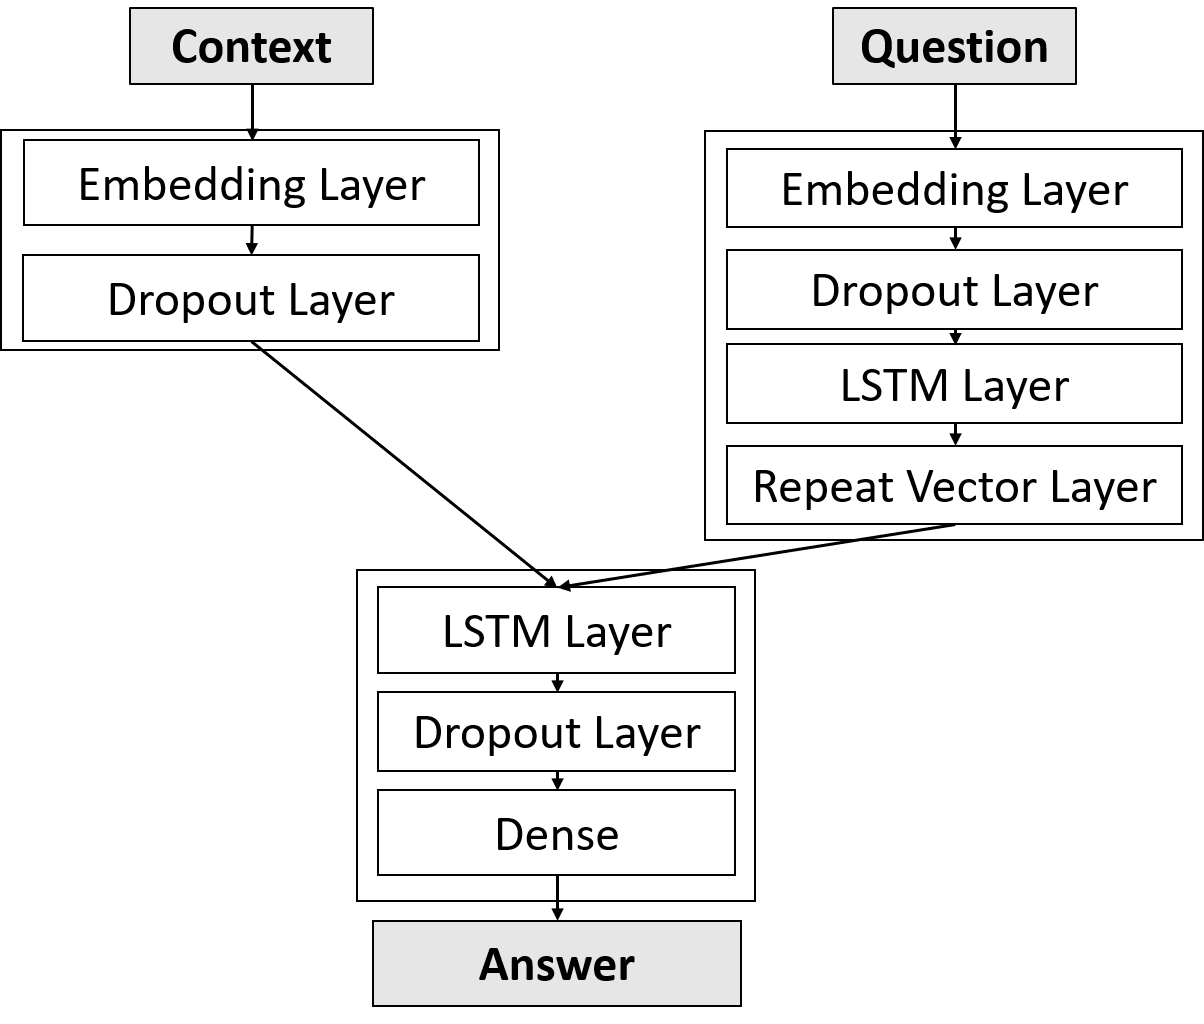 Context
Embedding Layer
Dropout Layer
Question
Embedding Layer
Dropout Layer
LSTM Layer
Repeat Vector Layer
LSTM Layer
Dropout Layer
Dense
Answer